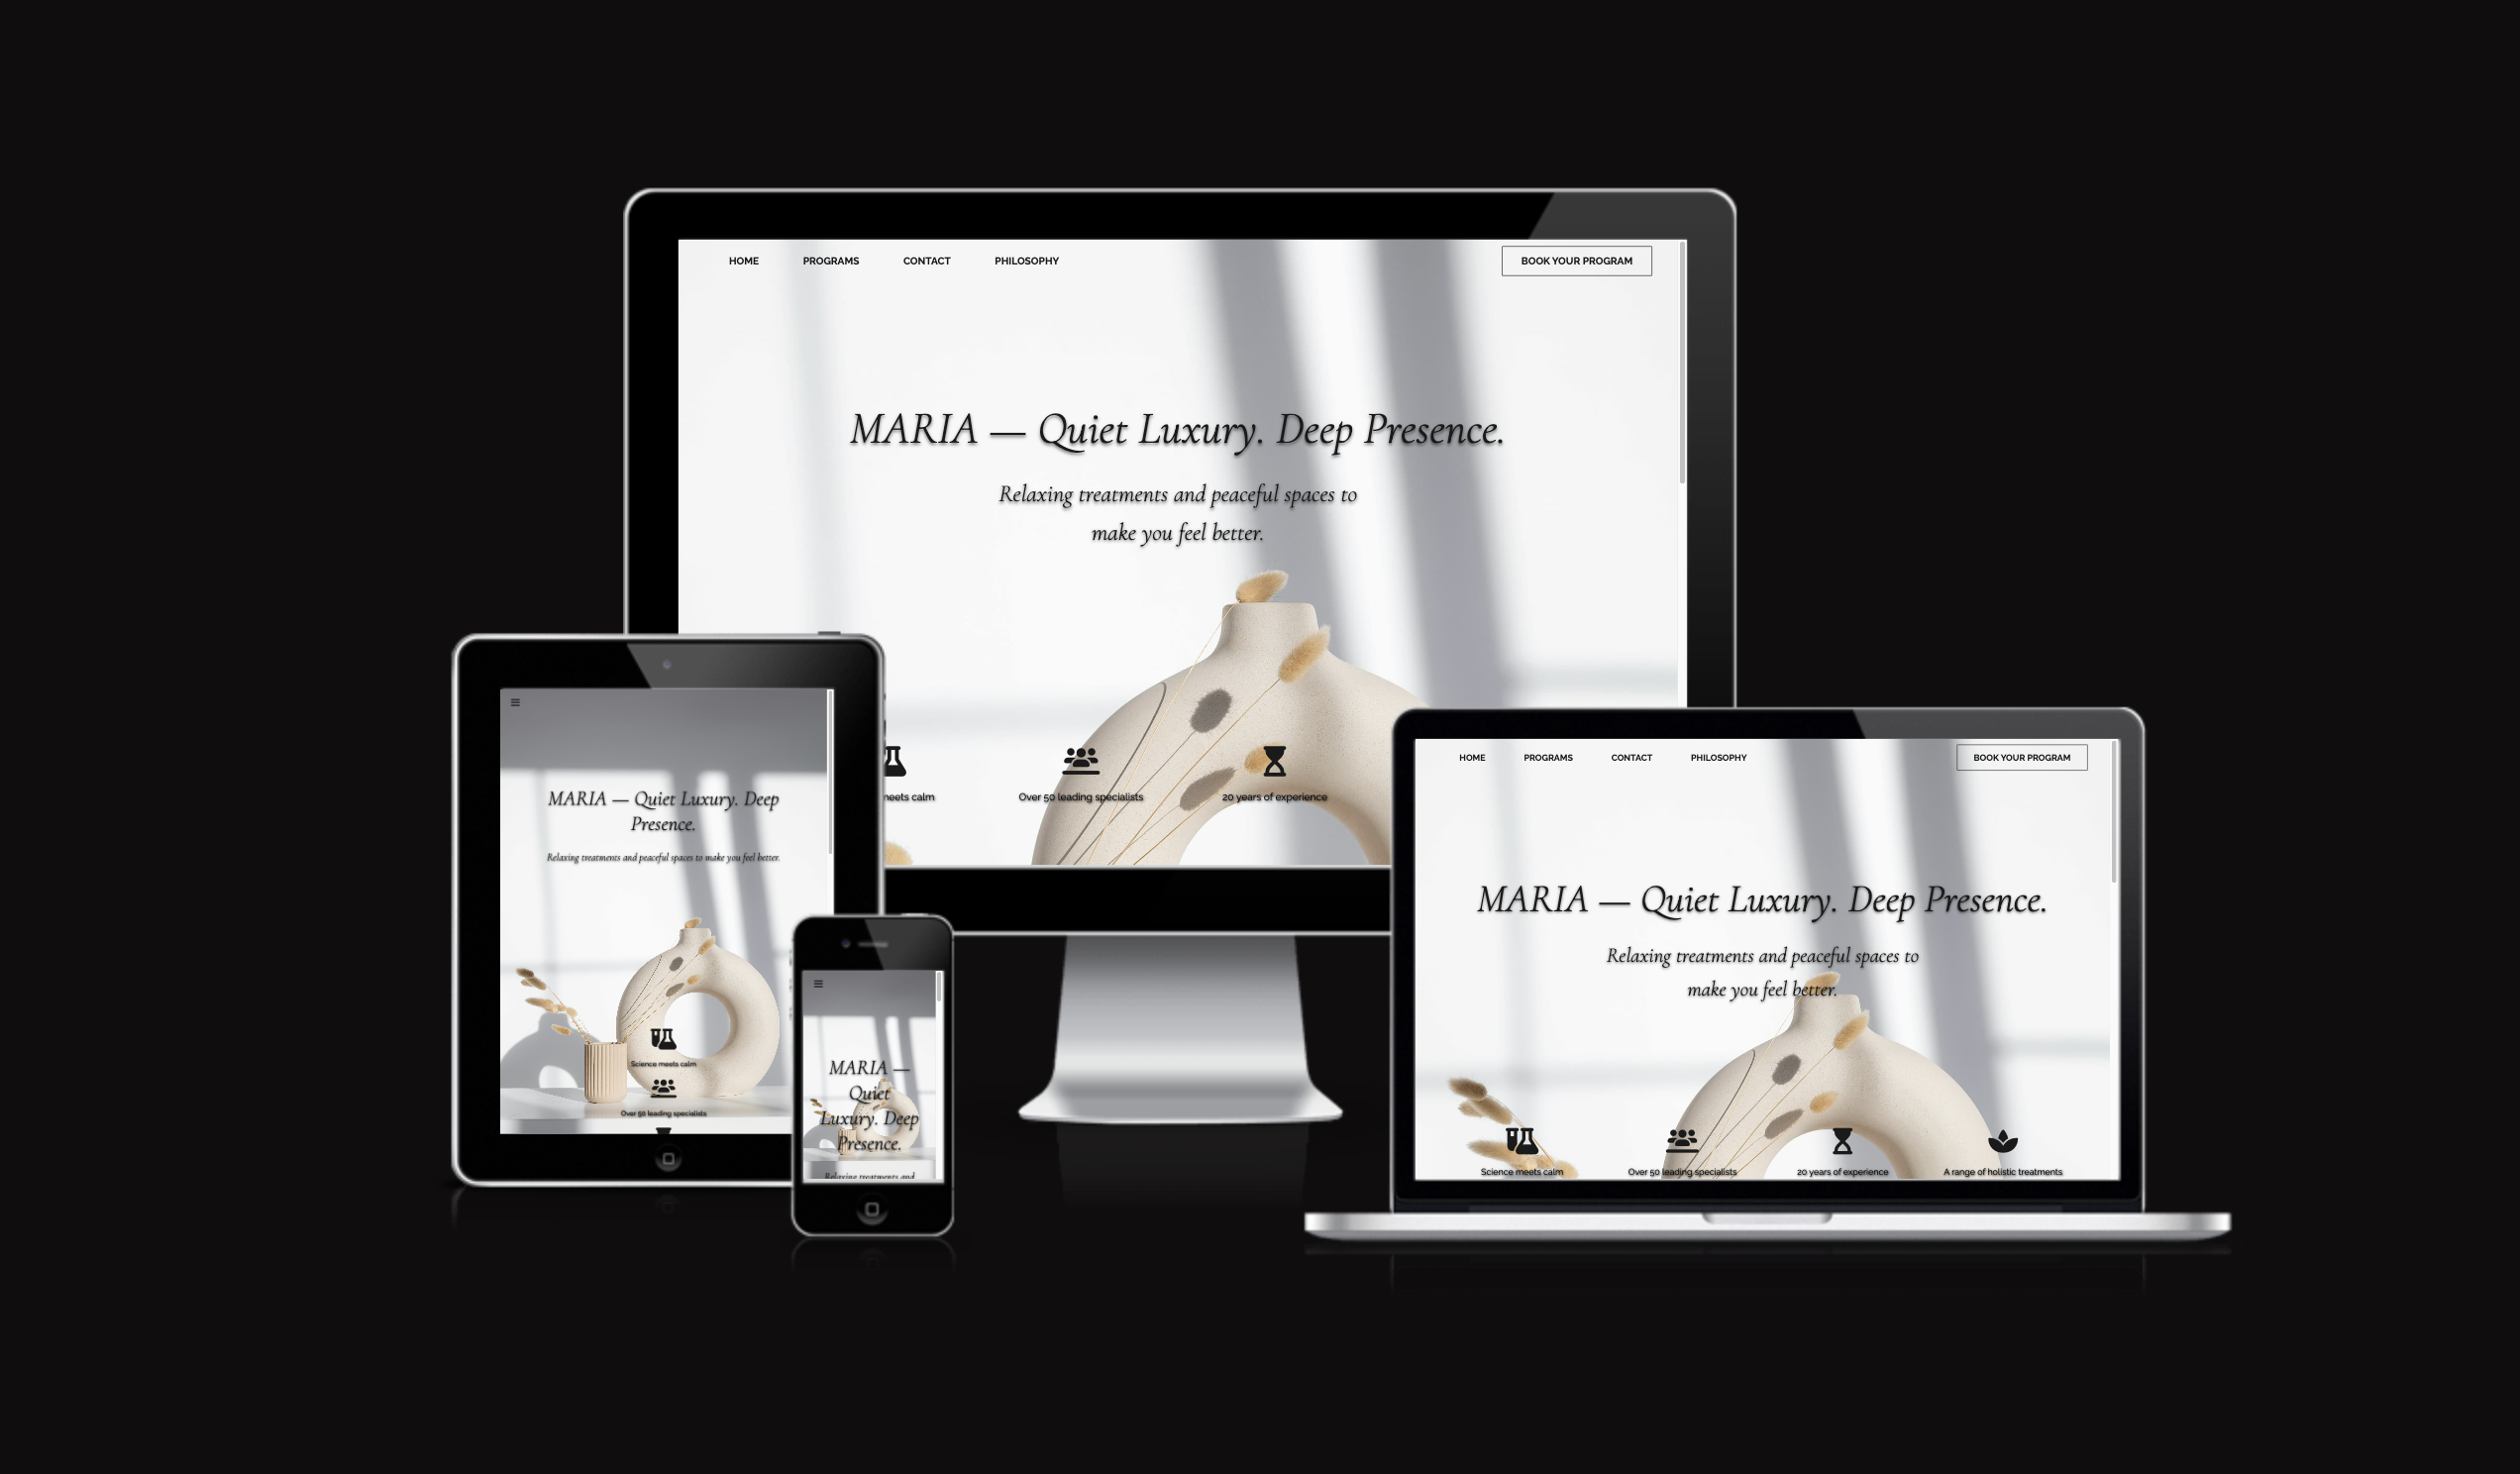 HOME PROGRAMS CONTACT PHILOSOPHY BOOK YOUR PROGRAM
MARIA — Quiet Luxury. Deep Presence.
Relaxing treatments and peaceful spaces to
make you feel better.
meets calm Over 50 leading specialists 20 years of experience
MARIA — Quiet Luxury. Deep
Presence.
Relaxing treatments and peaceful spaces to make you feel better.
Science meets calm
Over 50 leading specialists
MARIA —
Quiet
Luxury. Deep
Presence.
Relaxing treatments and
HOME PROGRAMS CONTACT PHILOSOPHY BOOK YOUR PROGRAM
MARIA — Quiet Luxury. Deep Presence.
Relaxing treatments and peaceful spaces to
make you feel better.
Science meets calm Over 50 leading specialists 20 years of experience A range of holistic treatments